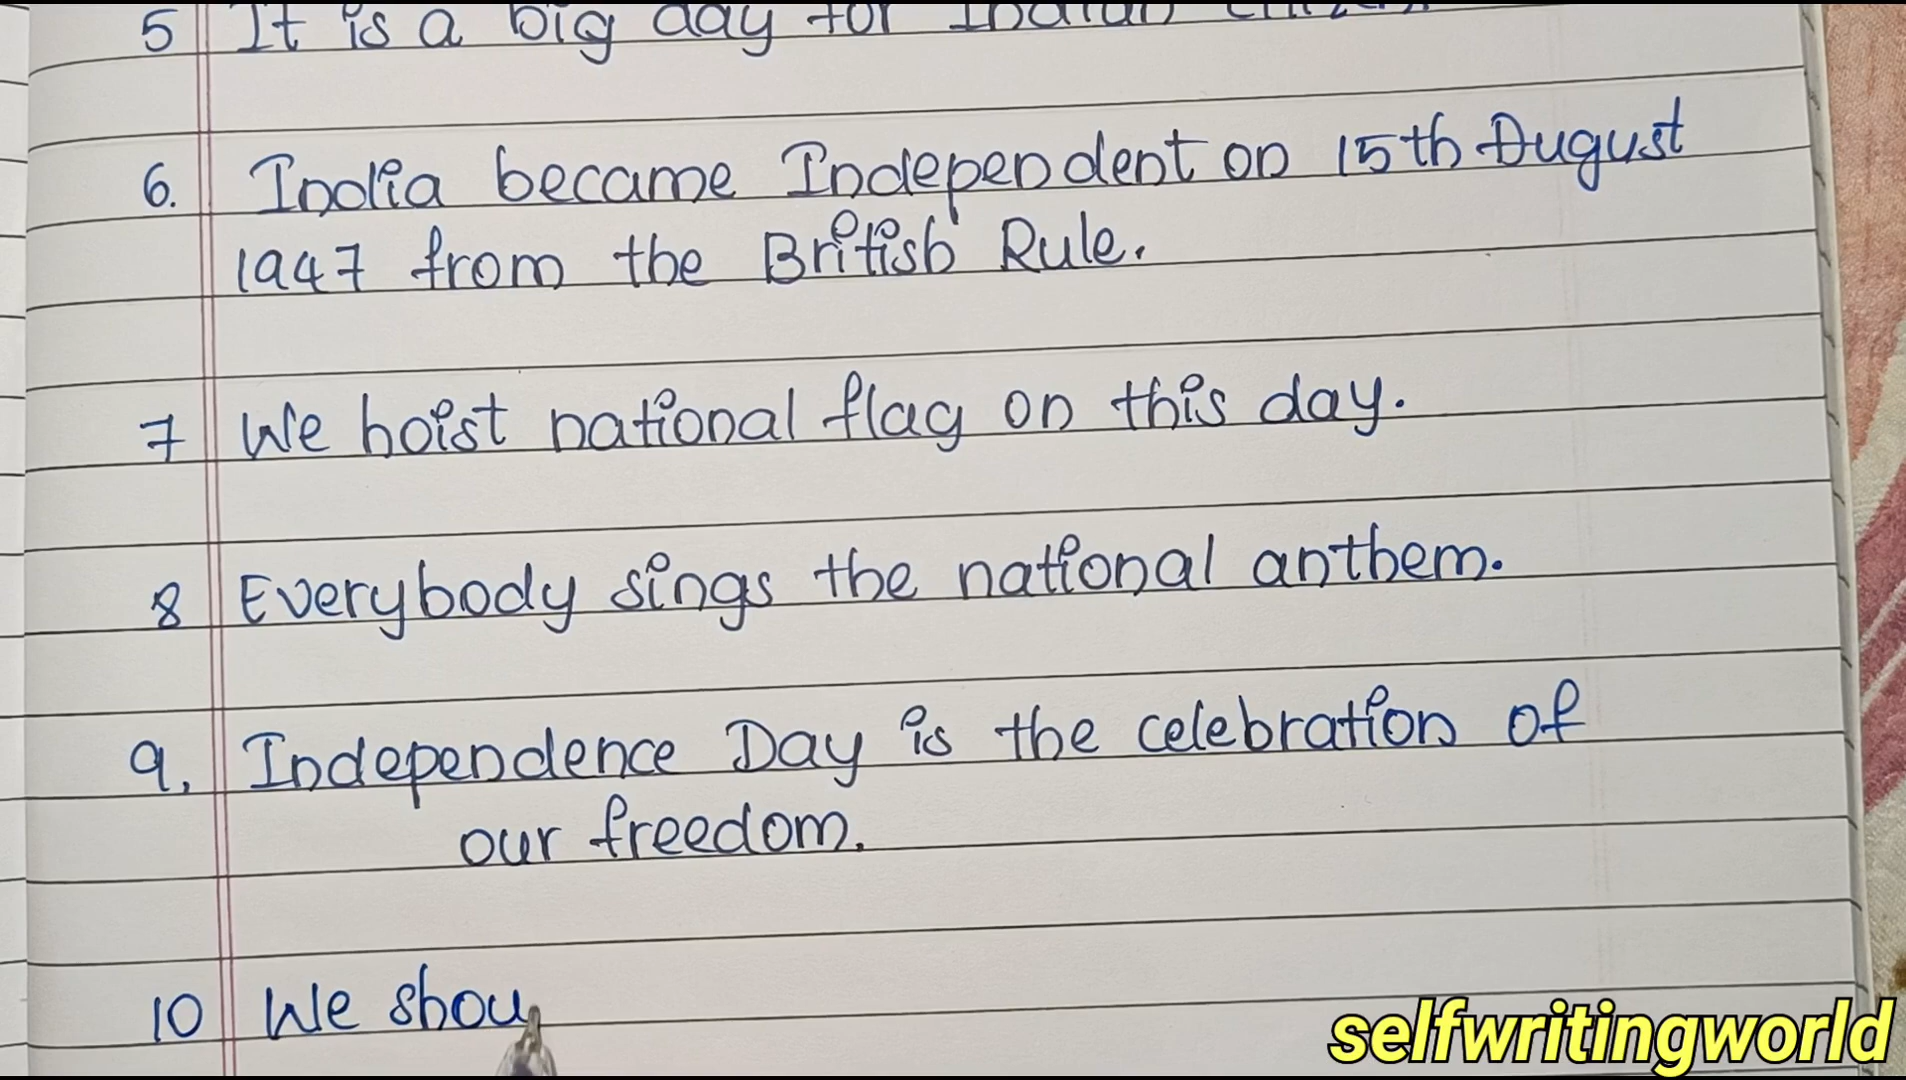 5 It is a big day for Indian citizen.
6. India became Independent on 15th August
1947 from the British Rule.
7 We hoist national flag on this day.
8 Everybody sings the national anthem.
9. Independence Day is the celebration of
our freedom.
10 We shou
selfwritingworld